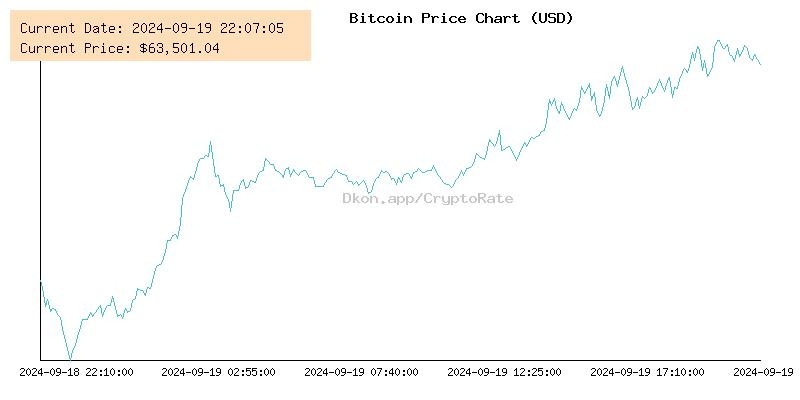 Bitcoin Price Chart (USD)
Current Date: 2024-09-19 22:07:05
Current Price: $63,501.04
Dkon.app/CryptoRate
2024-09-18 22:10:00 2024-09-19 02:55:00 2024-09-19 07:40:00 2024-09-19 12:25:00 2024-09-19 17:10:00 2024-09-19